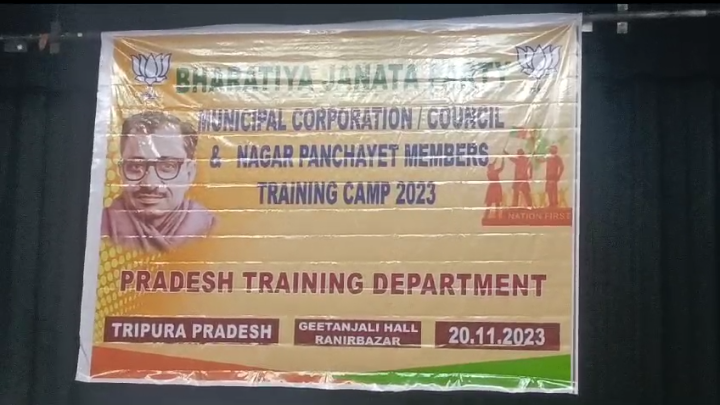 BHARATIYA JANATA PARTY
MUNICIPAL CORPORATION / COUNCIL
& NAGAR PANCHAYET MEMBERS
TRAINING CAMP 2023
NATION FIRST
PRADESH TRAINING DEPARTMENT
TRIPURA PRADESH
GEETANJALI HALL
RANIRBAZAR
20.11.2023